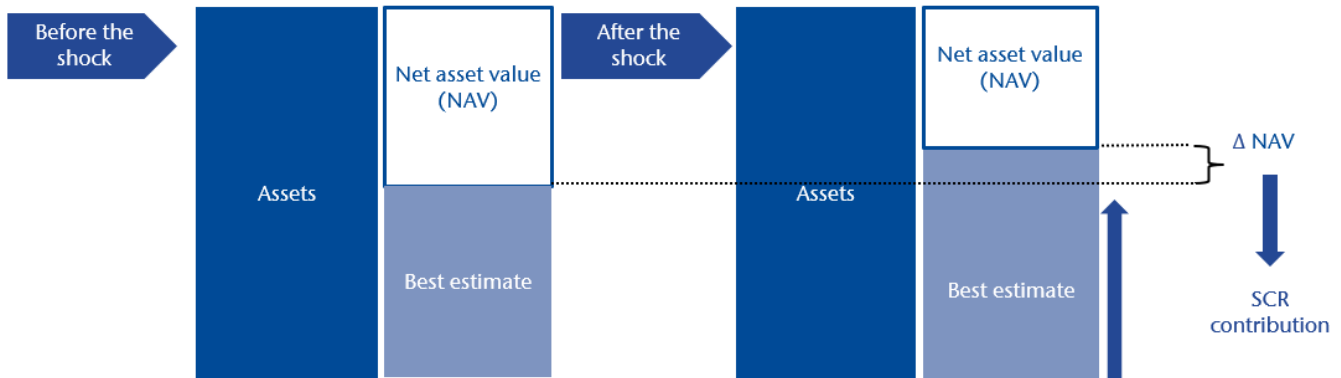 Before the
shock
Assets
Net asset value
(NAV)
Best estimate
After the
shock
Assets
Net asset value
(NAV)
Best estimate
Δ NAV
SCR
contribution